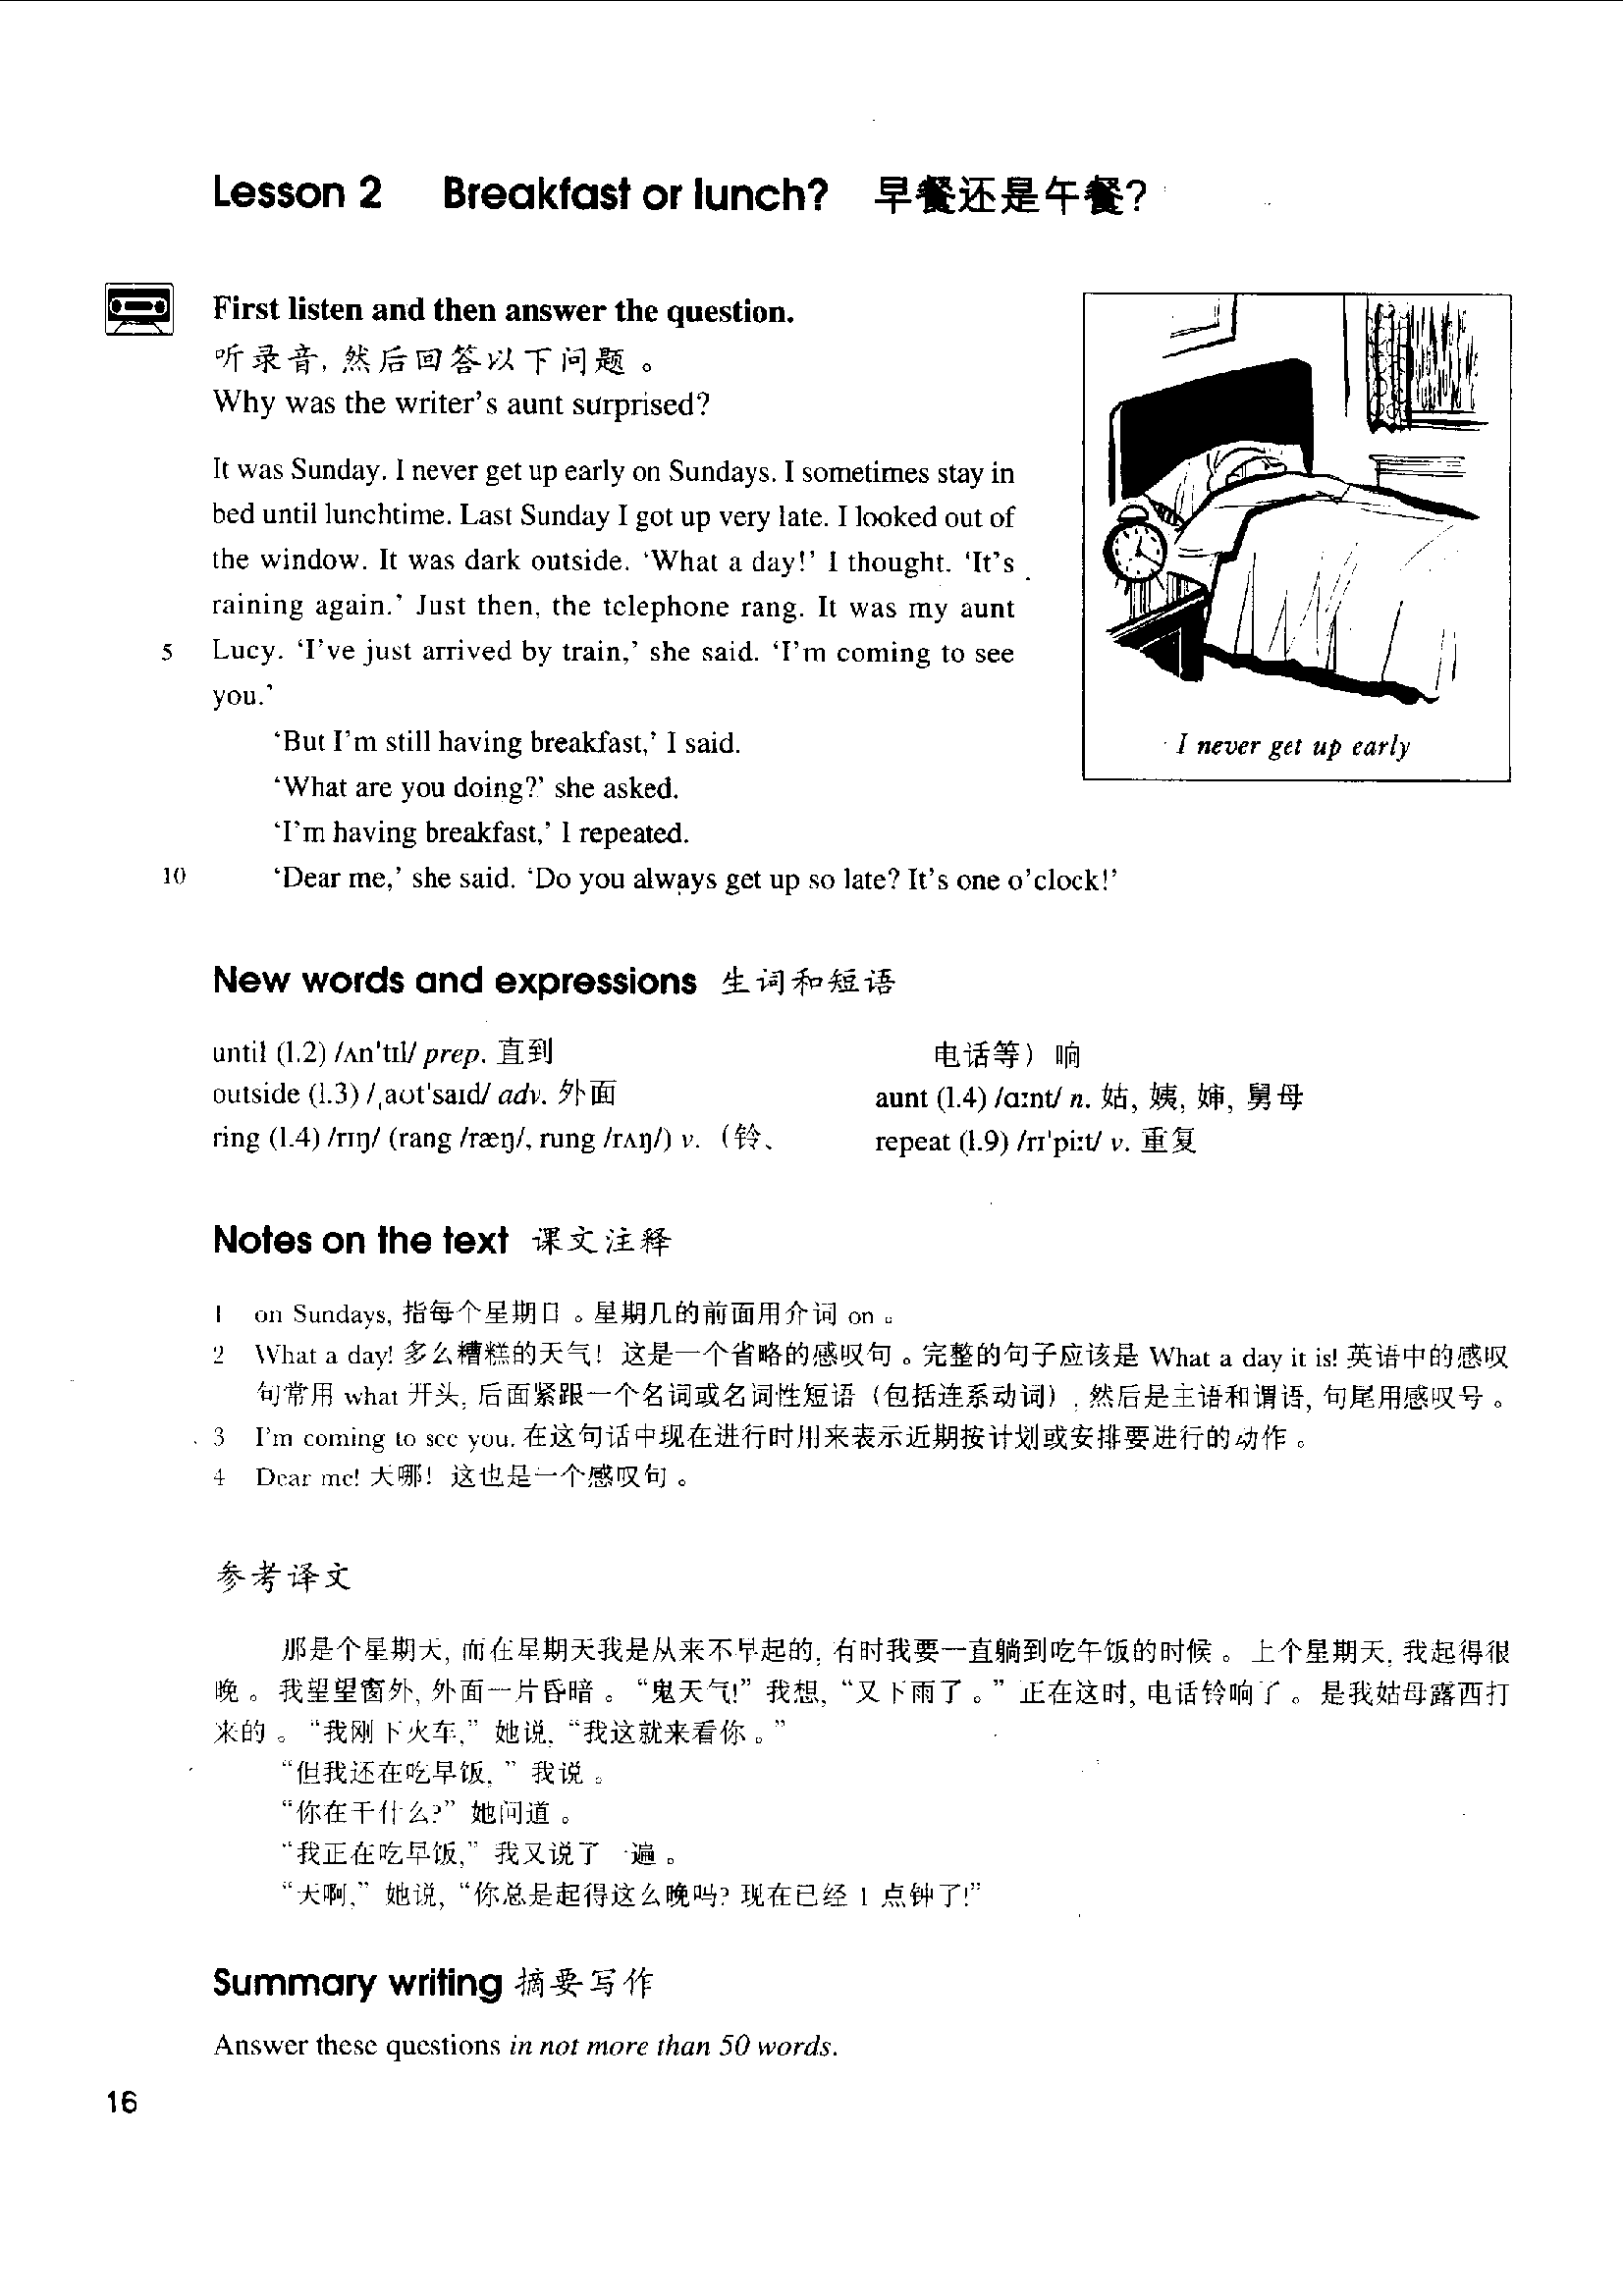 Lesson 2 Breakfast or lunch? 早餐还是午餐?
First listen and then answer the question.
听录音, 然后回答以下问题。
Why was the writer's aunt surprised?
It was Sunday. I never get up early on Sundays. I sometimes stay in
bed until lunchtime. Last Sunday I got up very late. I looked out of
the window. It was dark outside. ‘What a day!’ I thought. ‘It's
raining again.’ Just then, the telephone rang. It was my aunt
5 Lucy. ‘I've just arrived by train,’ she said. ‘I'm coming to see
you.’
‘But I'm still having breakfast,’ I said.
‘What are you doing?’ she asked.
‘I'm having breakfast,’ I repeated.
10 ‘Dear me,’ she said. ‘Do you always get up so late? It's one o'clock!’
I never get up early
New words and expressions 生词和短语
until (1.2) /ʌn'tɪl/ prep. 直到
outside (1.3) /ˌaʊt'saɪd/ adv. 外面
ring (1.4) /rɪŋ/ (rang /ræŋ/, rung /rʌŋ/) v. (铃、
电话等) 响
aunt (1.4) /ɑːnt/ n. 姑, 姨, 婶, 舅母
repeat (1.9) /rɪ'piːt/ v. 重复
Notes on the text 课文注释
1 on Sundays, 指每个星期日。星期几的前面用介词 on。
2 What a day! 多么糟糕的天气! 这是一个省略的感叹句。完整的句子应该是 What a day it is! 英语中的感叹
句常用 what 开头, 后面紧跟一个名词或名词性短语 (包括连系动词), 然后是主语和谓语, 句尾用感叹号。
3 I'm coming to see you. 在这句话中现在进行时用来表示近期按计划或安排要进行的动作。
4 Dear me! 天哪! 这也是一个感叹句。
参考译文
那是个星期天, 而在星期天我是从来不早起的, 有时我要一直躺到吃午饭的时候。上个星期天, 我起得很
晚。我望望窗外, 外面一片昏暗。“鬼天气!” 我想, “又下雨了。” 正在这时, 电话铃响了。是我姑母露西打
来的。“我刚下火车,” 她说, “我这就来看你。”
“但我还在吃早饭, ” 我说。
“你在干什么?” 她问道。
“我正在吃早饭,” 我又说了一遍。
“天啊,” 她说, “你总是起得这么晚吗? 现在已经 1 点钟了!”
Summary writing 摘要写作
Answer these questions in not more than 50 words.
16